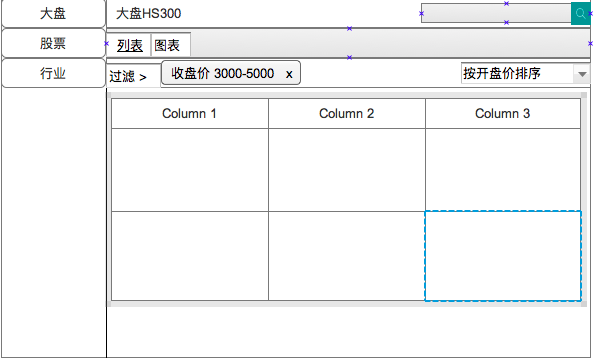 大盘
大盘HS300
股票
列表 图表
行业
过滤 >
收盘价 3000-5000 x
按开盘价排序
Column 1 Column 2 Column 3